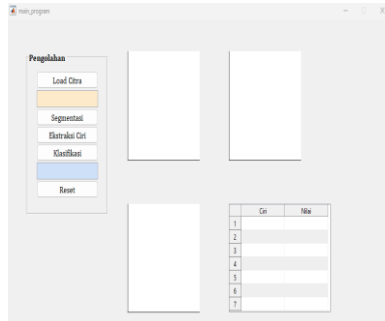 main_program
Pengolahan
Load Citra
Segmentasi
Ekstraksi Ciri
Klasifikasi
Reset
Ciri Nilai
1
2
3
4
5
6
7